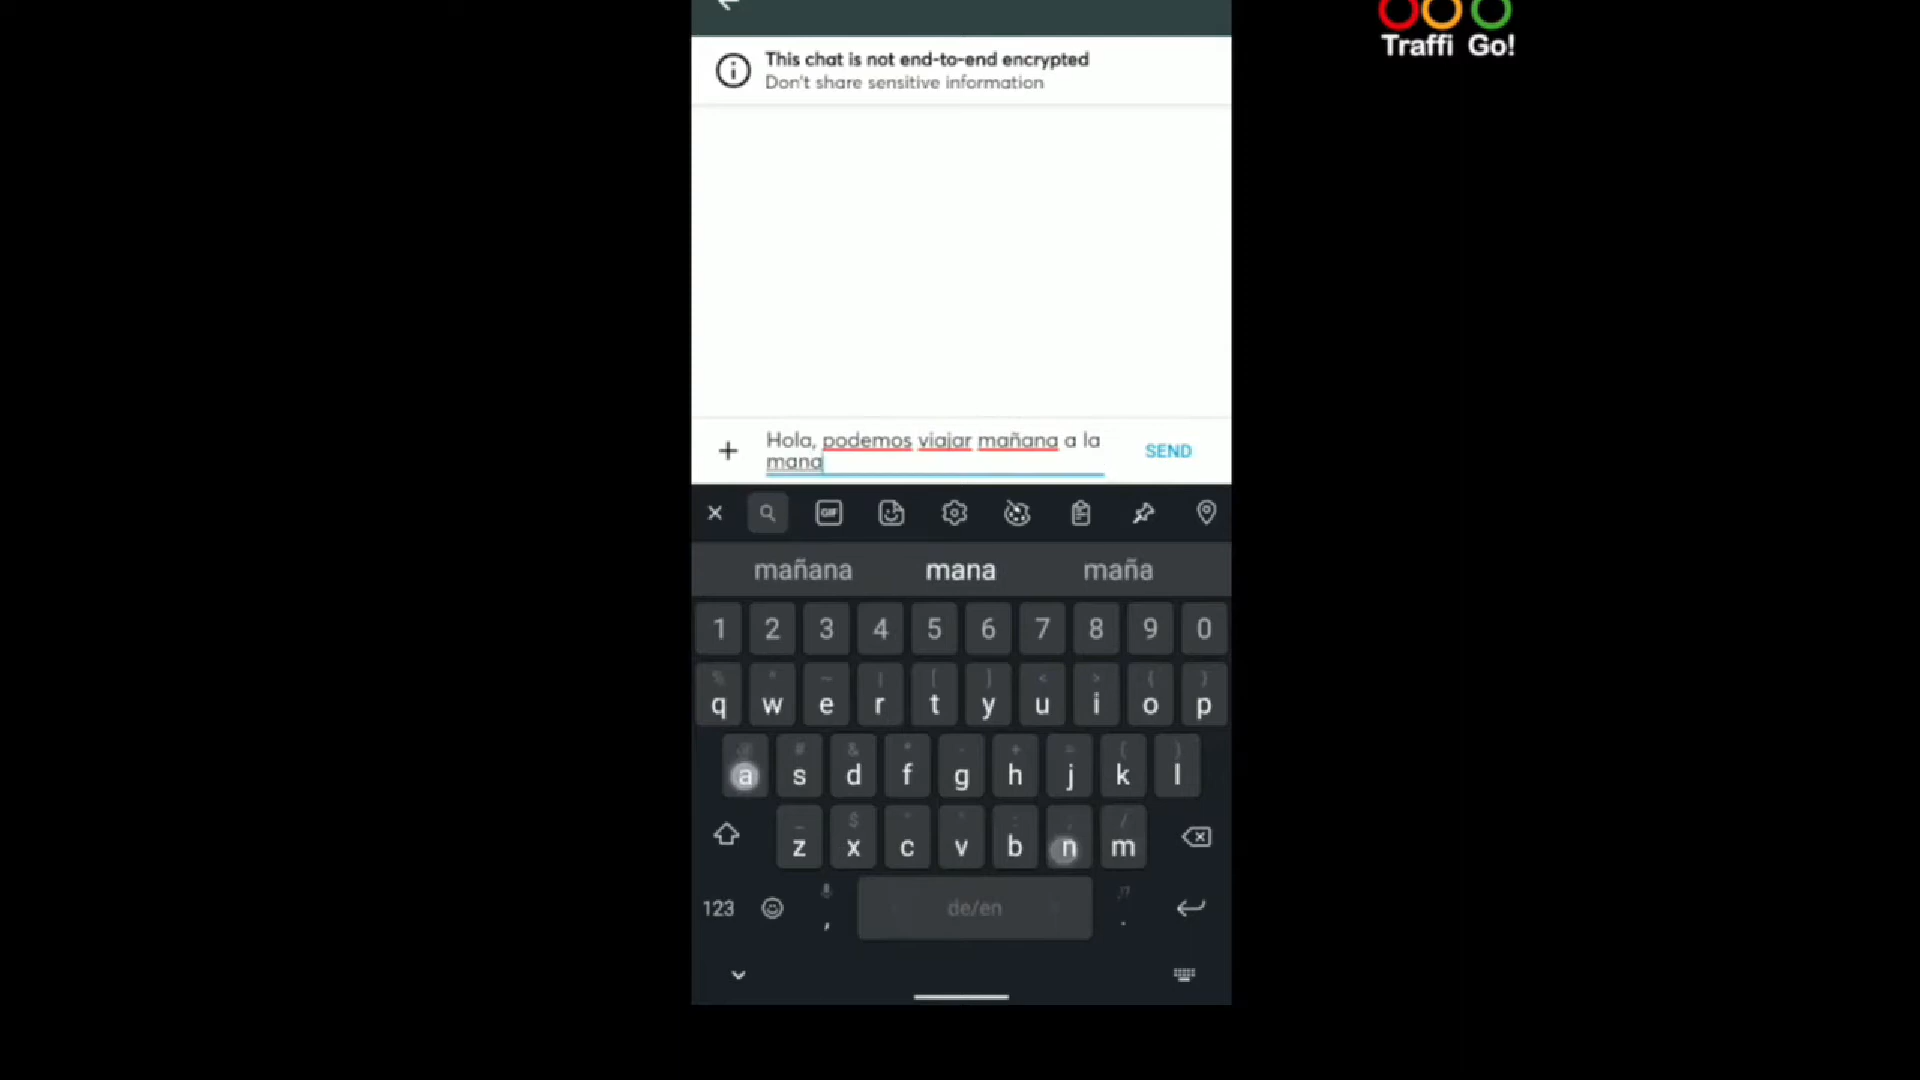 Traffi Go!
This chat is not end-to-end encrypted
Don't share sensitive information
Hola, podemos viajar mañana a la
mana
SEND
GIF
mañana mana maña
1 2 3 4 5 6 7 8 9 0
q w e r t y u i o p
a s d f g h j k l
z x c v b n m
123 , de/en .